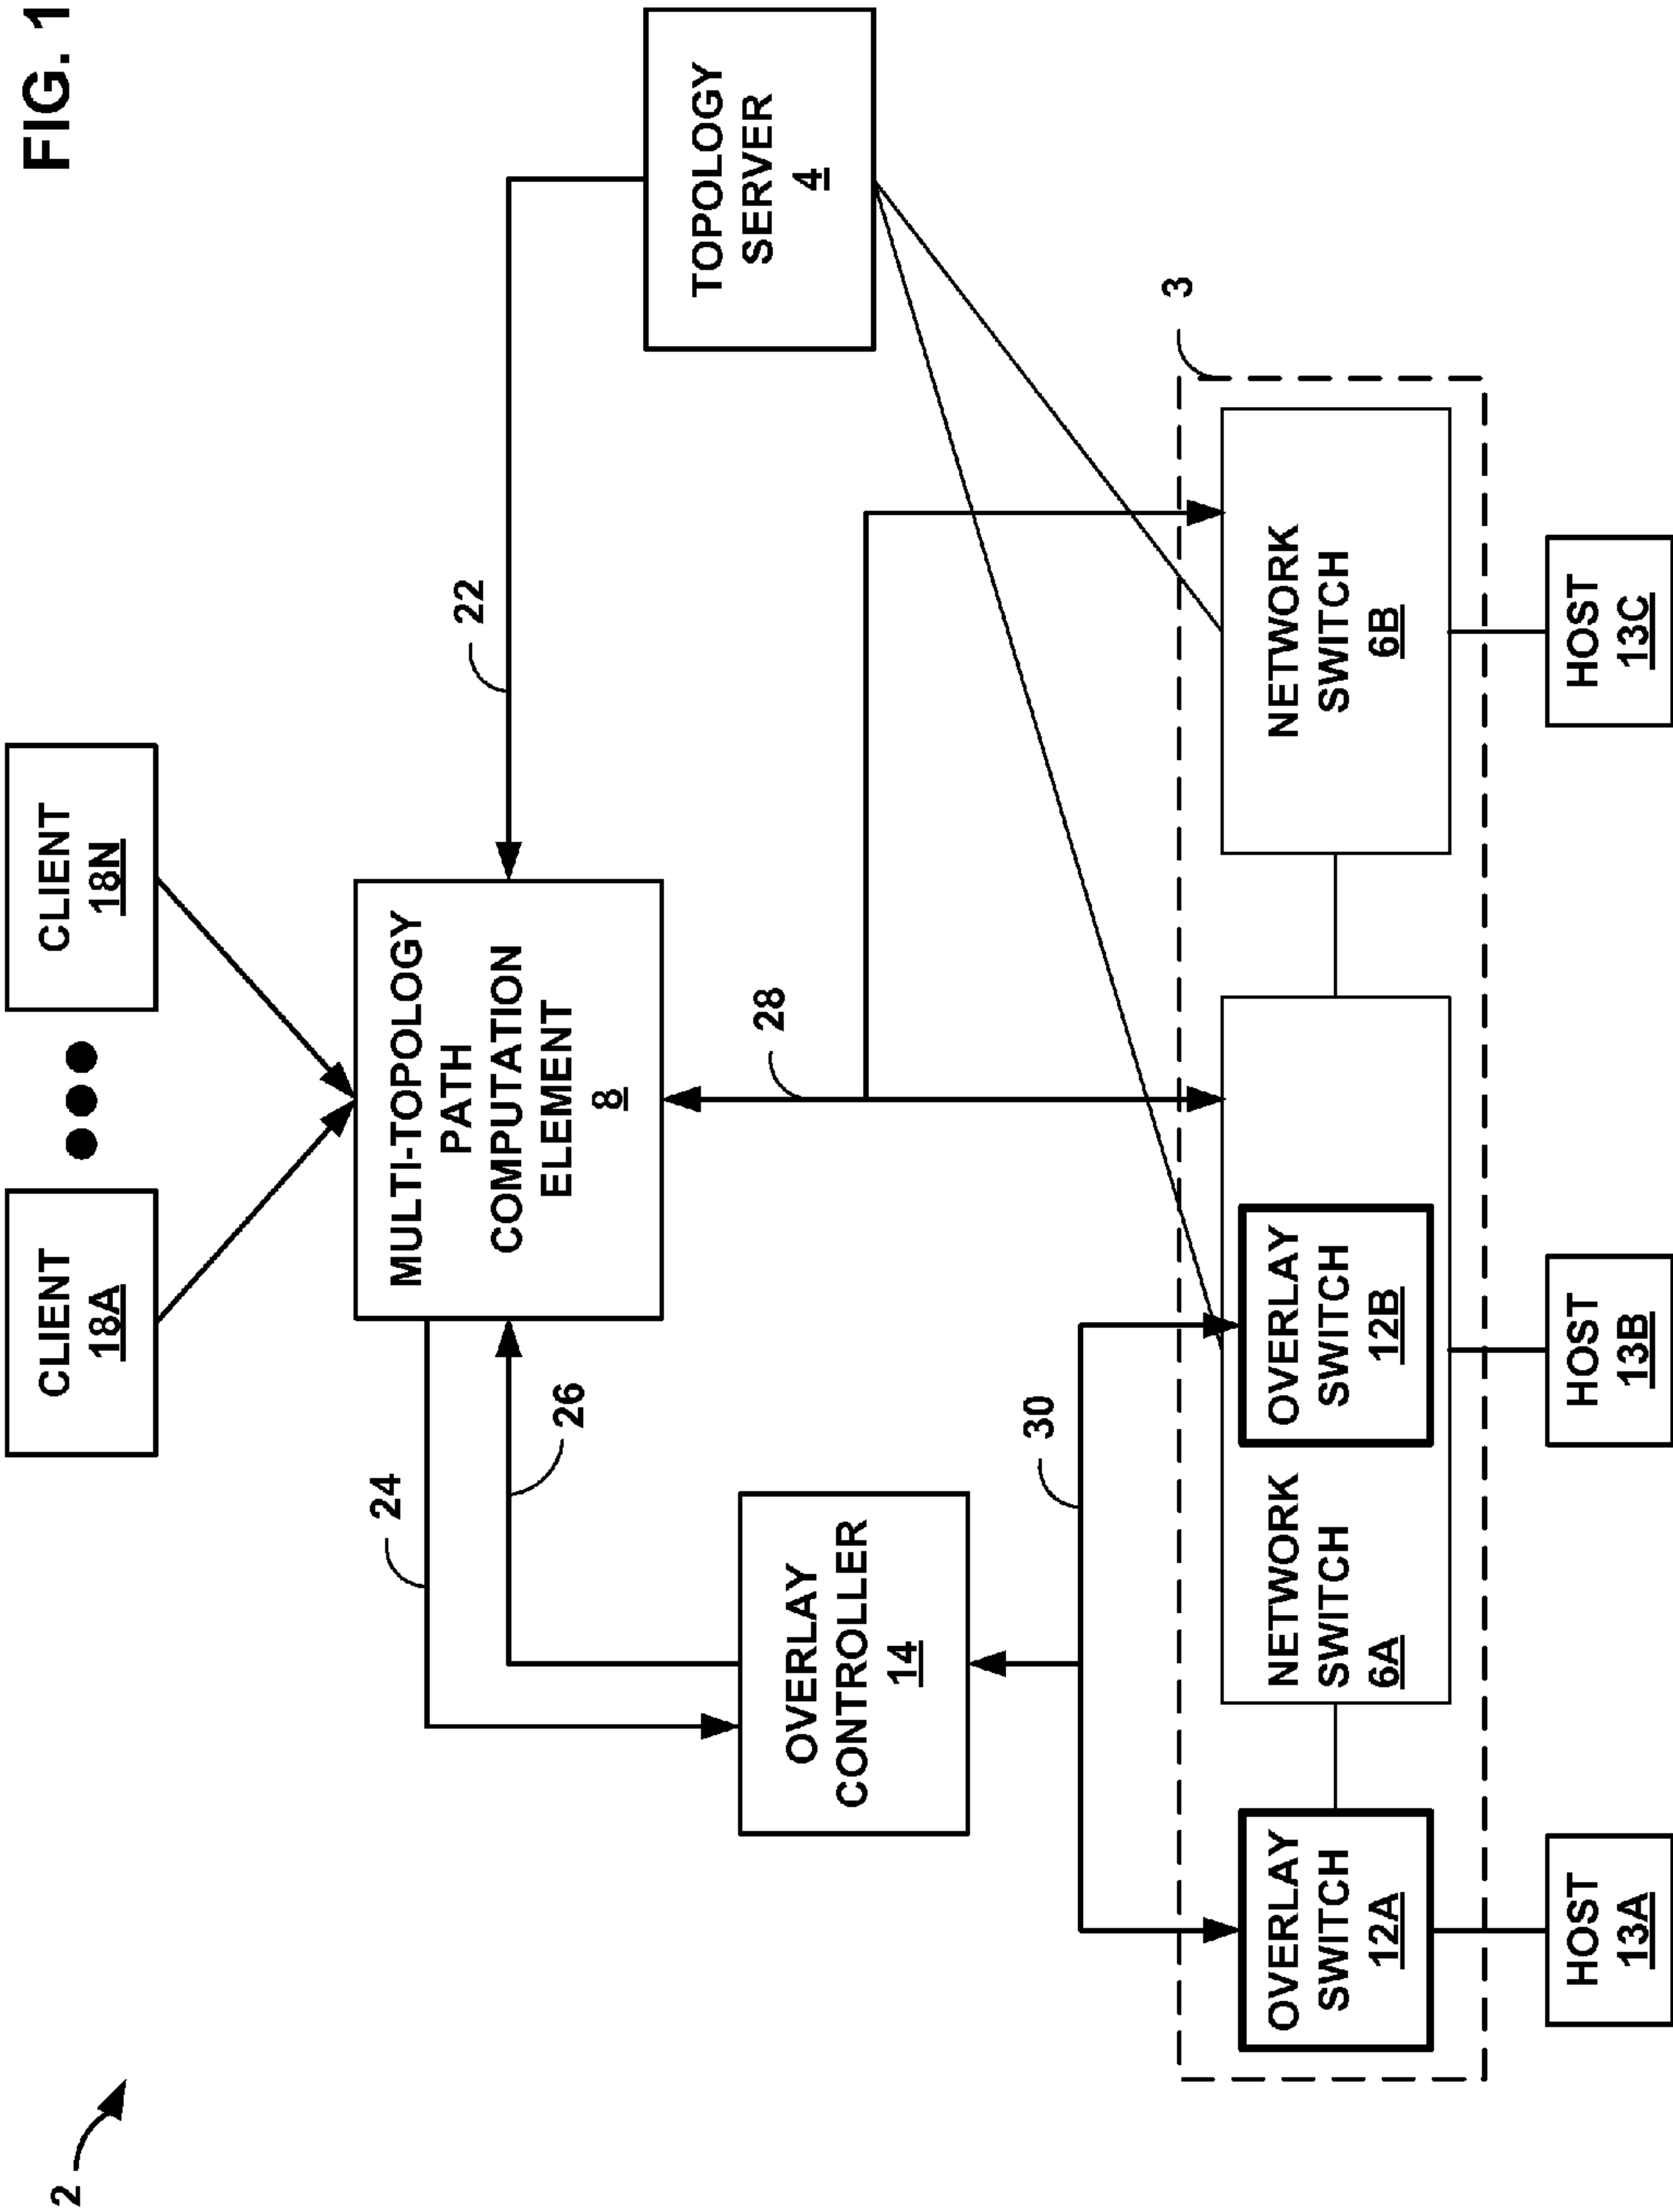 FIG. 1
2
CLIENT
18A
CLIENT
18N
24
26
MULTI-TOPOLOGY
PATH
COMPUTATION
ELEMENT
8
22
OVERLAY
CONTROLLER
14
TOPOLOGY
SERVER
4
28
30
3
OVERLAY
SWITCH
12A
NETWORK
SWITCH
6A
OVERLAY
SWITCH
12B
NETWORK
SWITCH
6B
HOST
13A
HOST
13B
HOST
13C